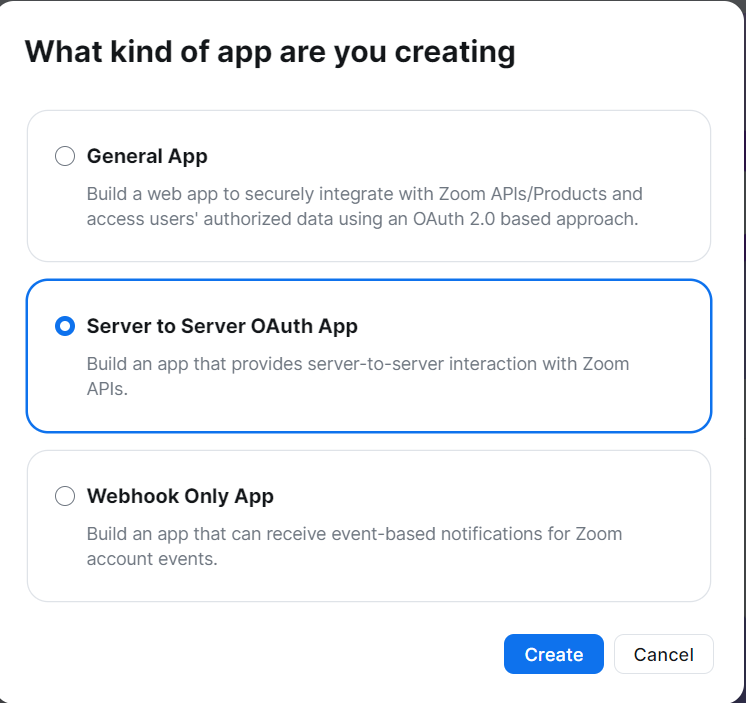 What kind of app are you creating
General App
Build a web app to securely integrate with Zoom APIs/Products and
access users' authorized data using an OAuth 2.0 based approach.
Server to Server OAuth App
Build an app that provides server-to-server interaction with Zoom
APIs.
Webhook Only App
Build an app that can receive event-based notifications for Zoom
account events.
Create
Cancel